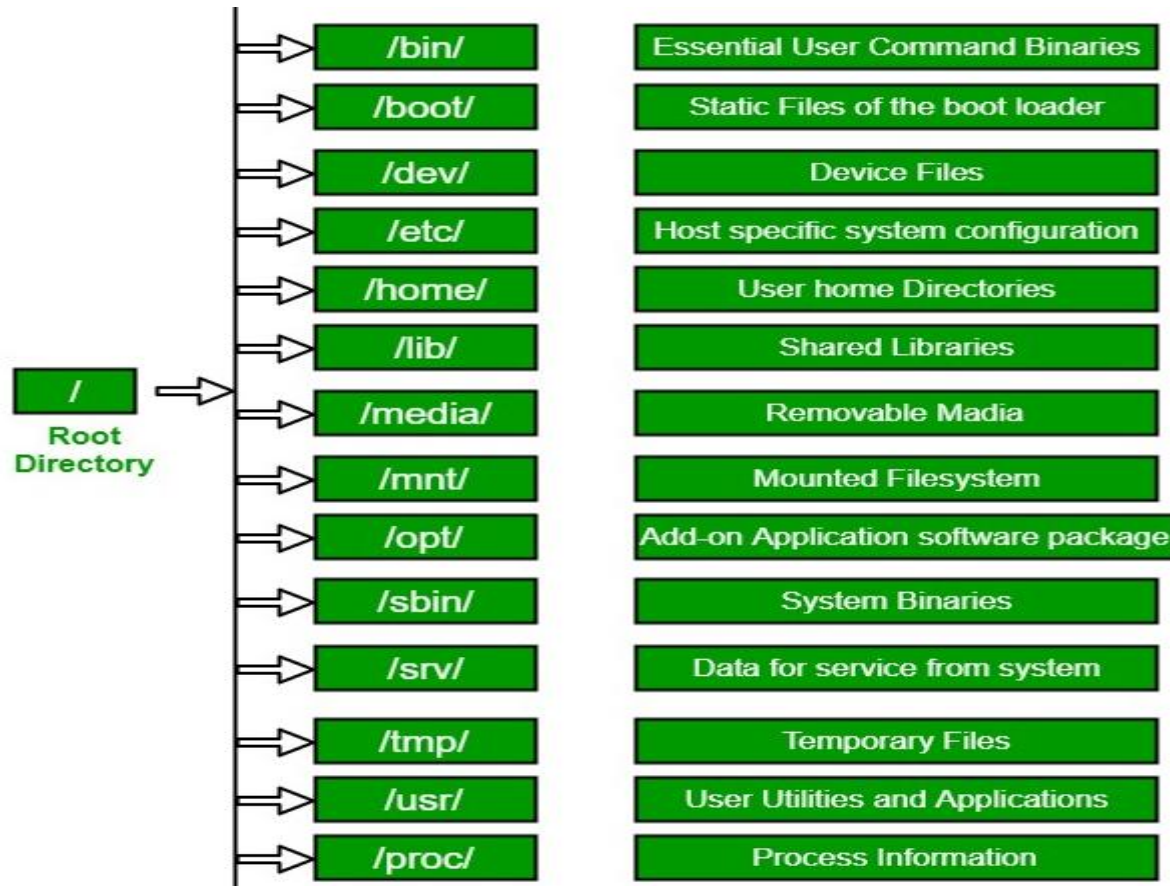 /bin/ Essential User Command Binaries
/boot/ Static Files of the boot loader
/dev/ Device Files
/etc/ Host specific system configuration
/home/ User home Directories
/lib/ Shared Libraries
/
Root
Directory
/media/ Removable Madia
/mnt/ Mounted Filesystem
/opt/ Add-on Application software package
/sbin/ System Binaries
/srv/ Data for service from system
/tmp/ Temporary Files
/usr/ User Utilities and Applications
/proc/ Process Information